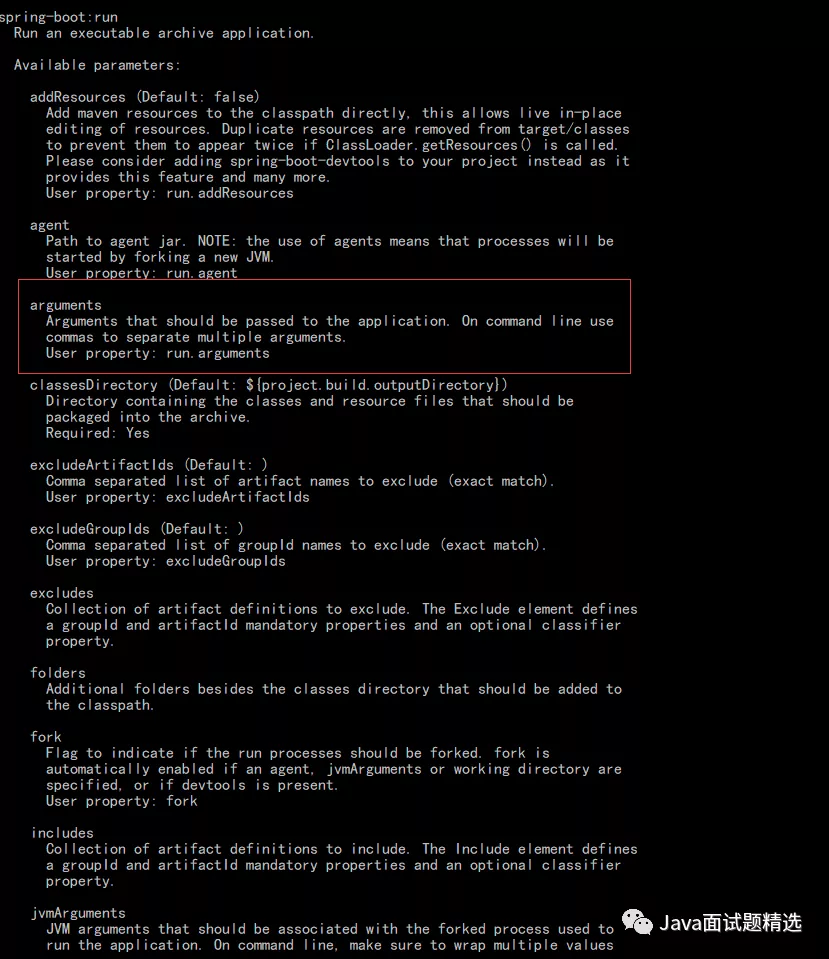 spring-boot:run
Run an executable archive application.
Available parameters:
addResources (Default: false)
Add maven resources to the classpath directly, this allows live in-place
editing of resources. Duplicate resources are removed from target/classes
to prevent them to appear twice if ClassLoader.getResources() is called.
Please consider adding spring-boot-devtools to your project instead as it
provides this feature and many more.
User property: run.addResources
agent
Path to agent jar. NOTE: the use of agents means that processes will be
started by forking a new JVM.
User property: run.agent
arguments
Arguments that should be passed to the application. On command line use
commas to separate multiple arguments.
User property: run.arguments
classesDirectory (Default: ${project.build.outputDirectory})
Directory containing the classes and resource files that should be
packaged into the archive.
Required: Yes
excludeArtifactIds (Default: )
Comma separated list of artifact names to exclude (exact match).
User property: excludeArtifactIds
excludeGroupIds (Default: )
Comma separated list of groupId names to exclude (exact match).
User property: excludeGroupIds
excludes
Collection of artifact definitions to exclude. The Exclude element defines
a groupId and artifactId mandatory properties and an optional classifier
property.
folders
Additional folders besides the classes directory that should be added to
the classpath.
fork
Flag to indicate if the run processes should be forked. fork is
automatically enabled if an agent, jvmArguments or working directory are
specified, or if devtools is present.
User property: fork
includes
Collection of artifact definitions to include. The Include element defines
a groupId and artifactId mandatory properties and an optional classifier
property.
jvmArguments
JVM arguments that should be associated with the forked process used to
run the application. On command line, make sure to wrap multiple values
Java面试题精选